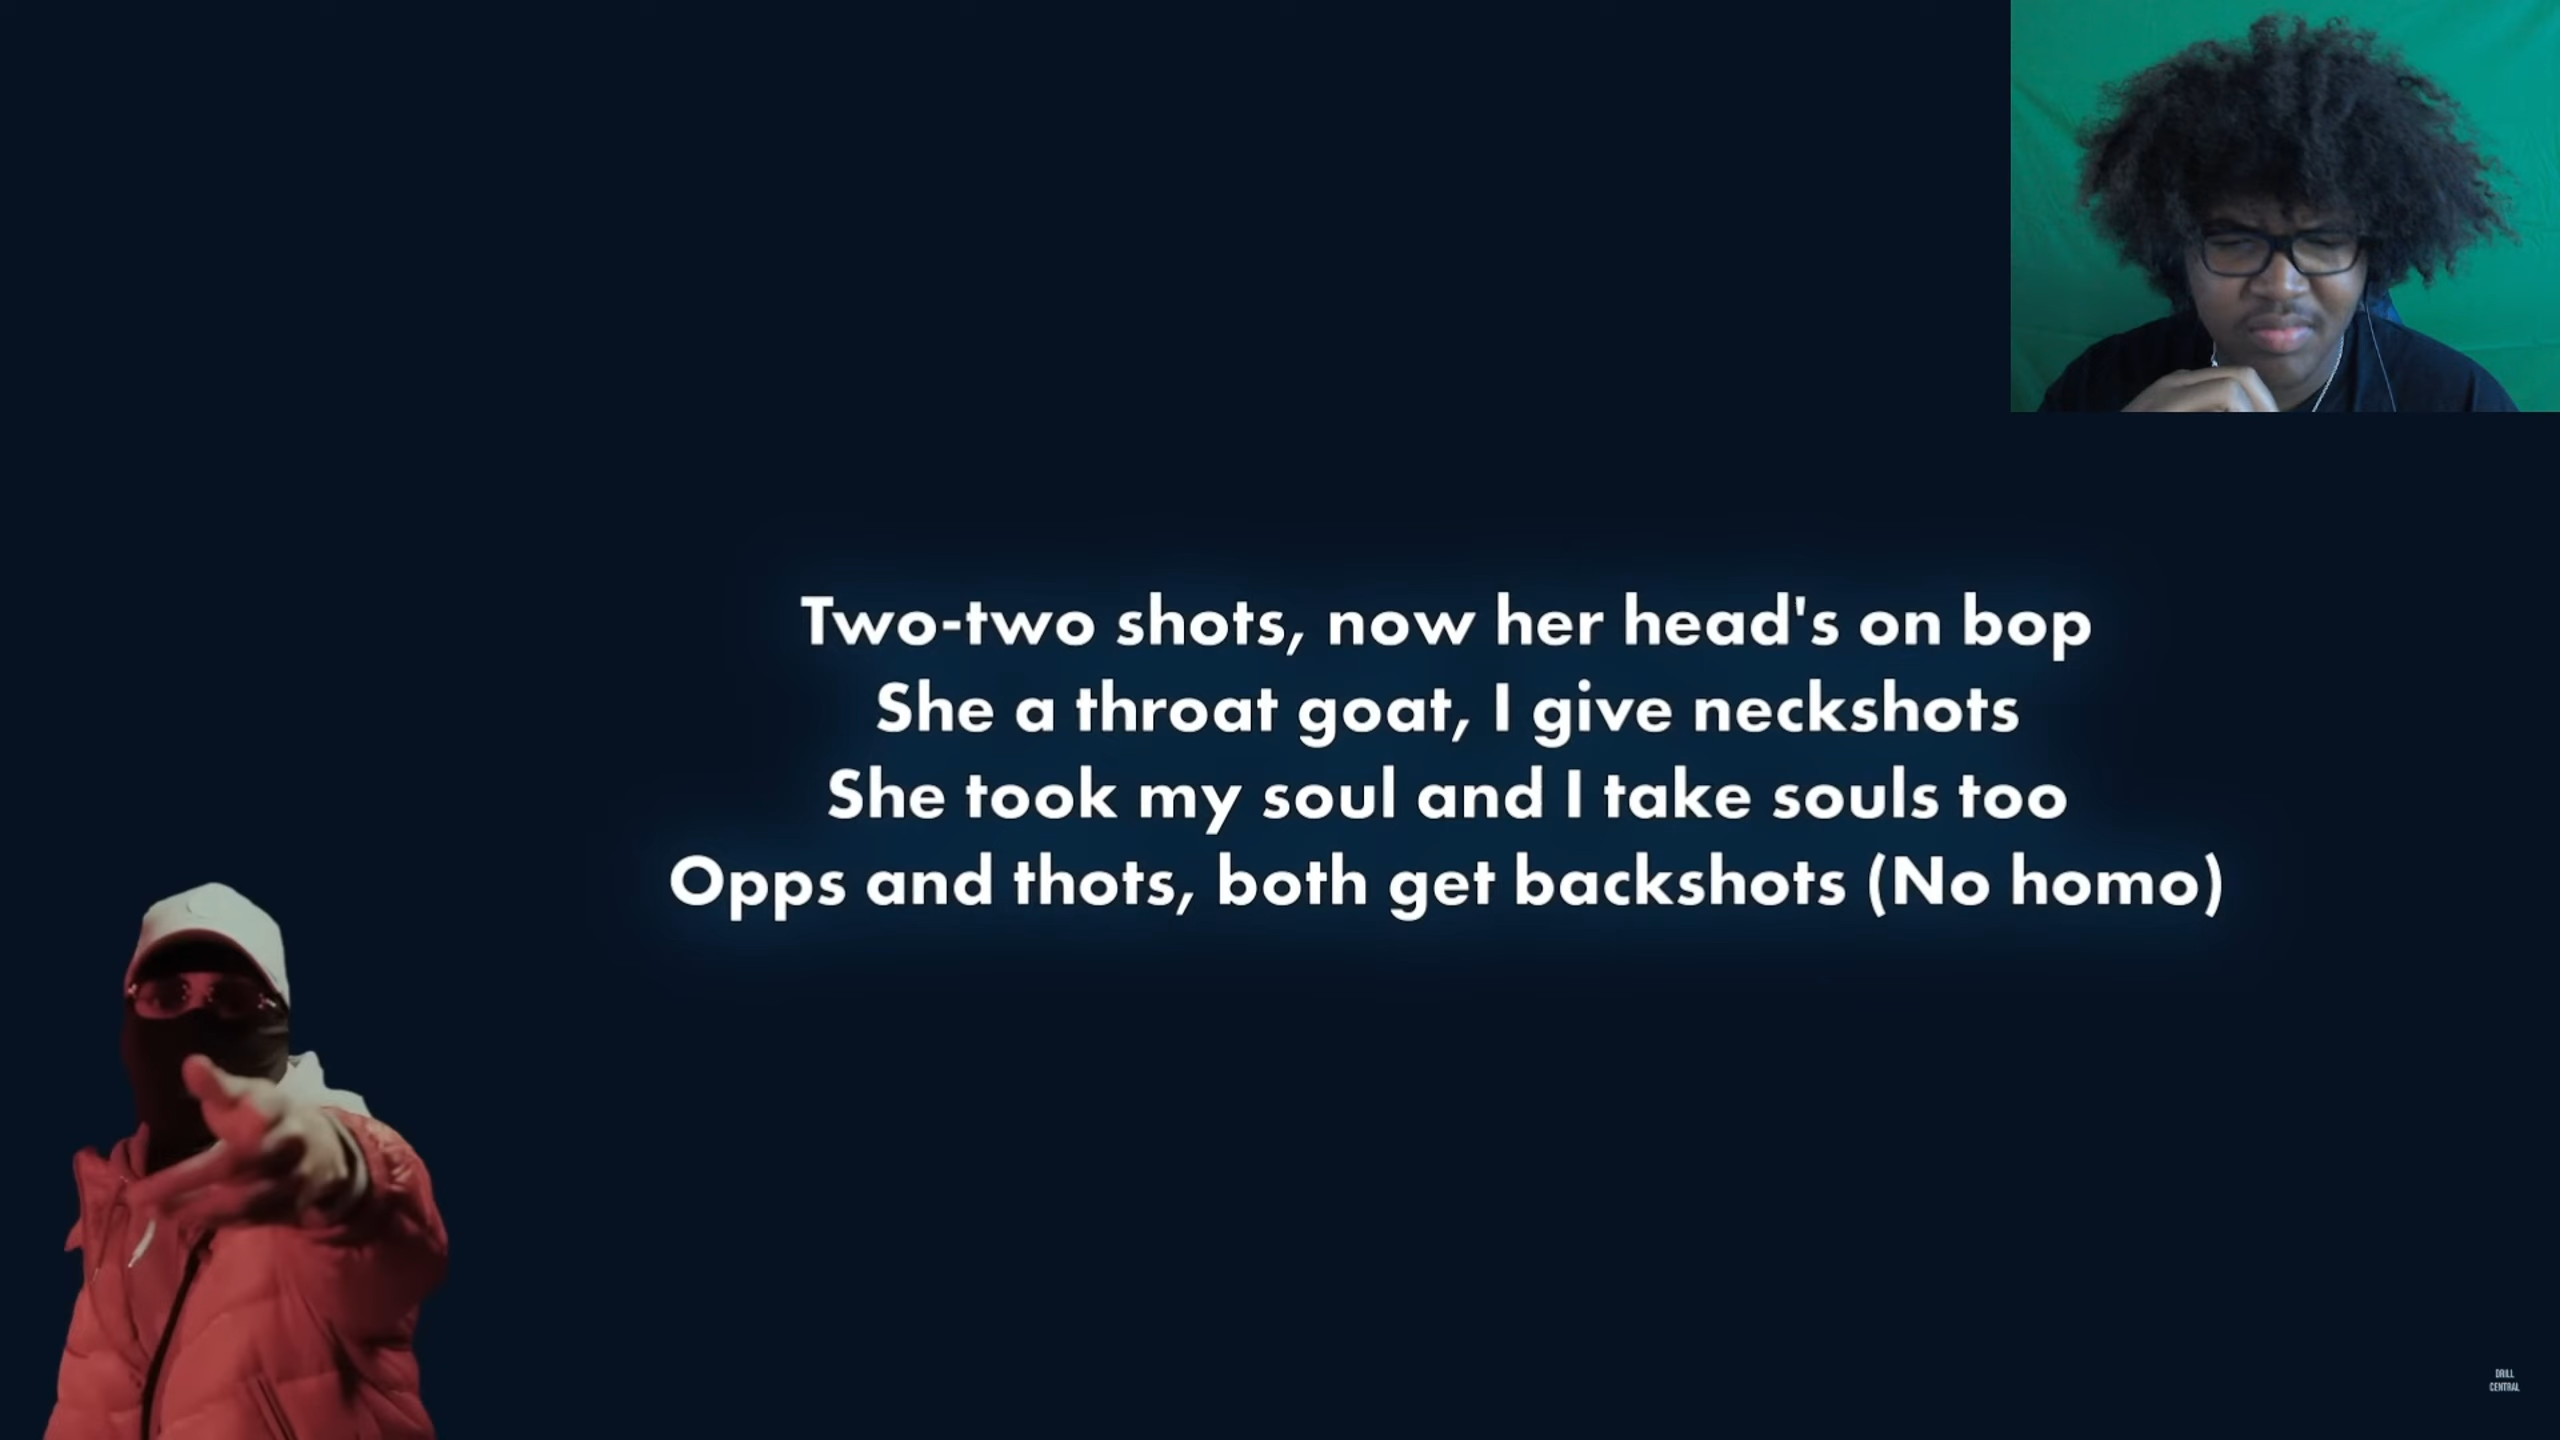 Two-two shots, now her head's on bop
She a throat goat, I give neckshots
She took my soul and I take souls too
Opps and thots, both get backshots (No homo)
DRILL
CENTRAL